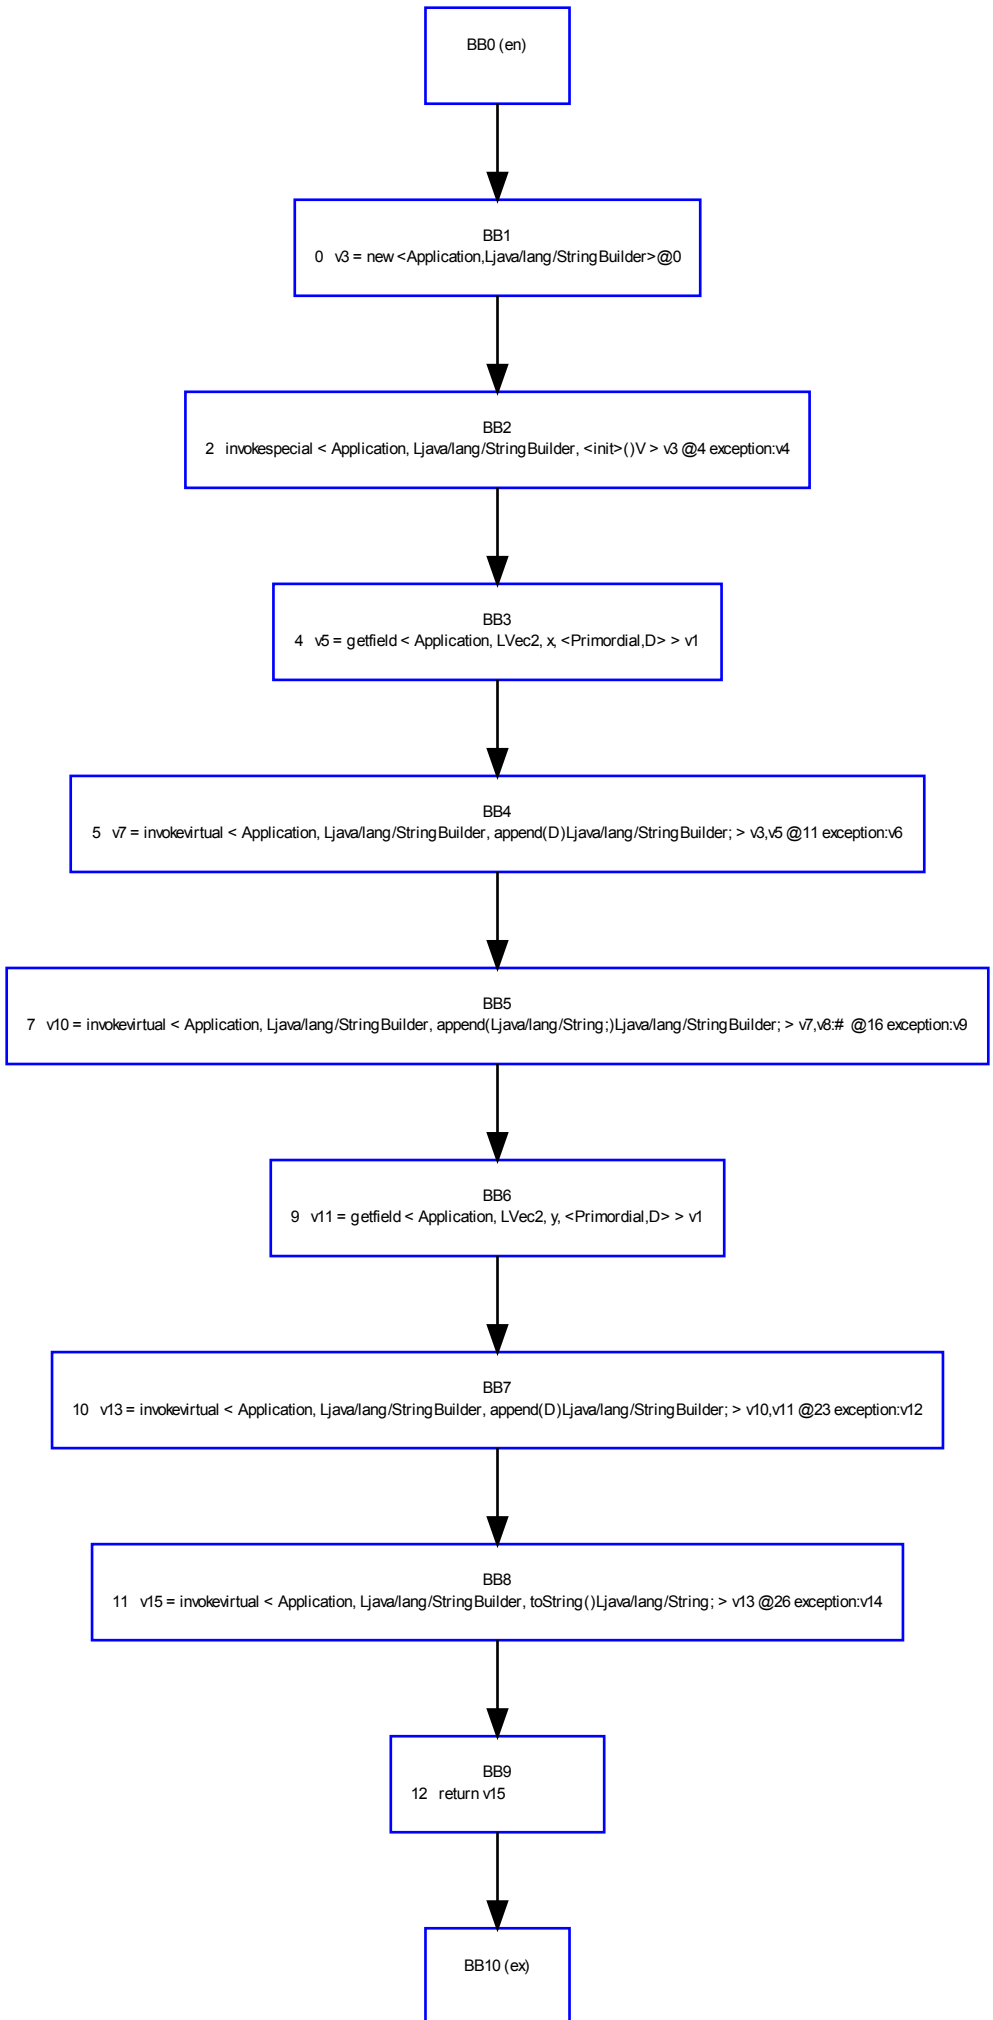 BB0 (en)
BB1
0 v3 = new <Application,Ljava/lang/StringBuilder>@0
BB2
2 invokespecial < Application, Ljava/lang/StringBuilder, <init>()V > v3 @4 exception:v4
BB3
4 v5 = getfield < Application, LVec2, x, <Primordial,D> > v1
BB4
5 v7 = invokevirtual < Application, Ljava/lang/StringBuilder, append(D)Ljava/lang/StringBuilder; > v3,v5 @11 exception:v6
BB5
7 v10 = invokevirtual < Application, Ljava/lang/StringBuilder, append(Ljava/lang/String;)Ljava/lang/StringBuilder; > v7,v8:# @16 exception:v9
BB6
9 v11 = getfield < Application, LVec2, y, <Primordial,D> > v1
BB7
10 v13 = invokevirtual < Application, Ljava/lang/StringBuilder, append(D)Ljava/lang/StringBuilder; > v10,v11 @23 exception:v12
BB8
11 v15 = invokevirtual < Application, Ljava/lang/StringBuilder, toString()Ljava/lang/String; > v13 @26 exception:v14
BB9
12 return v15
BB10 (ex)